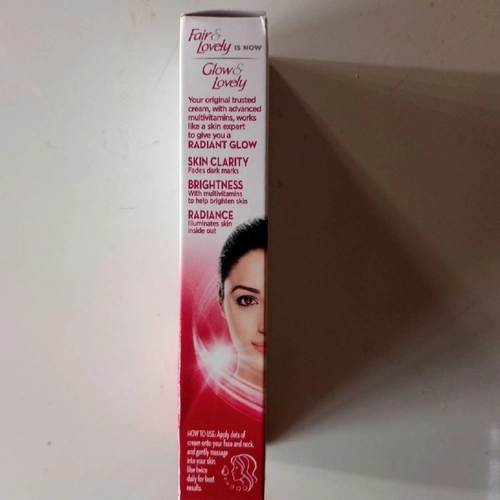 Fair &
Lovely IS NOW
Glow &
Lovely
Your original trusted
cream, with advanced
multivitamins, works
like a skin expert
to give you a
RADIANT GLOW
SKIN CLARITY
Fades dark marks
BRIGHTNESS
With multivitamins
to help brighten skin
RADIANCE
Illuminates skin
inside out
HOW TO USE: Apply dots of
cream onto your face and neck,
and gently massage
into your skin.
Use twice
daily for best
results.